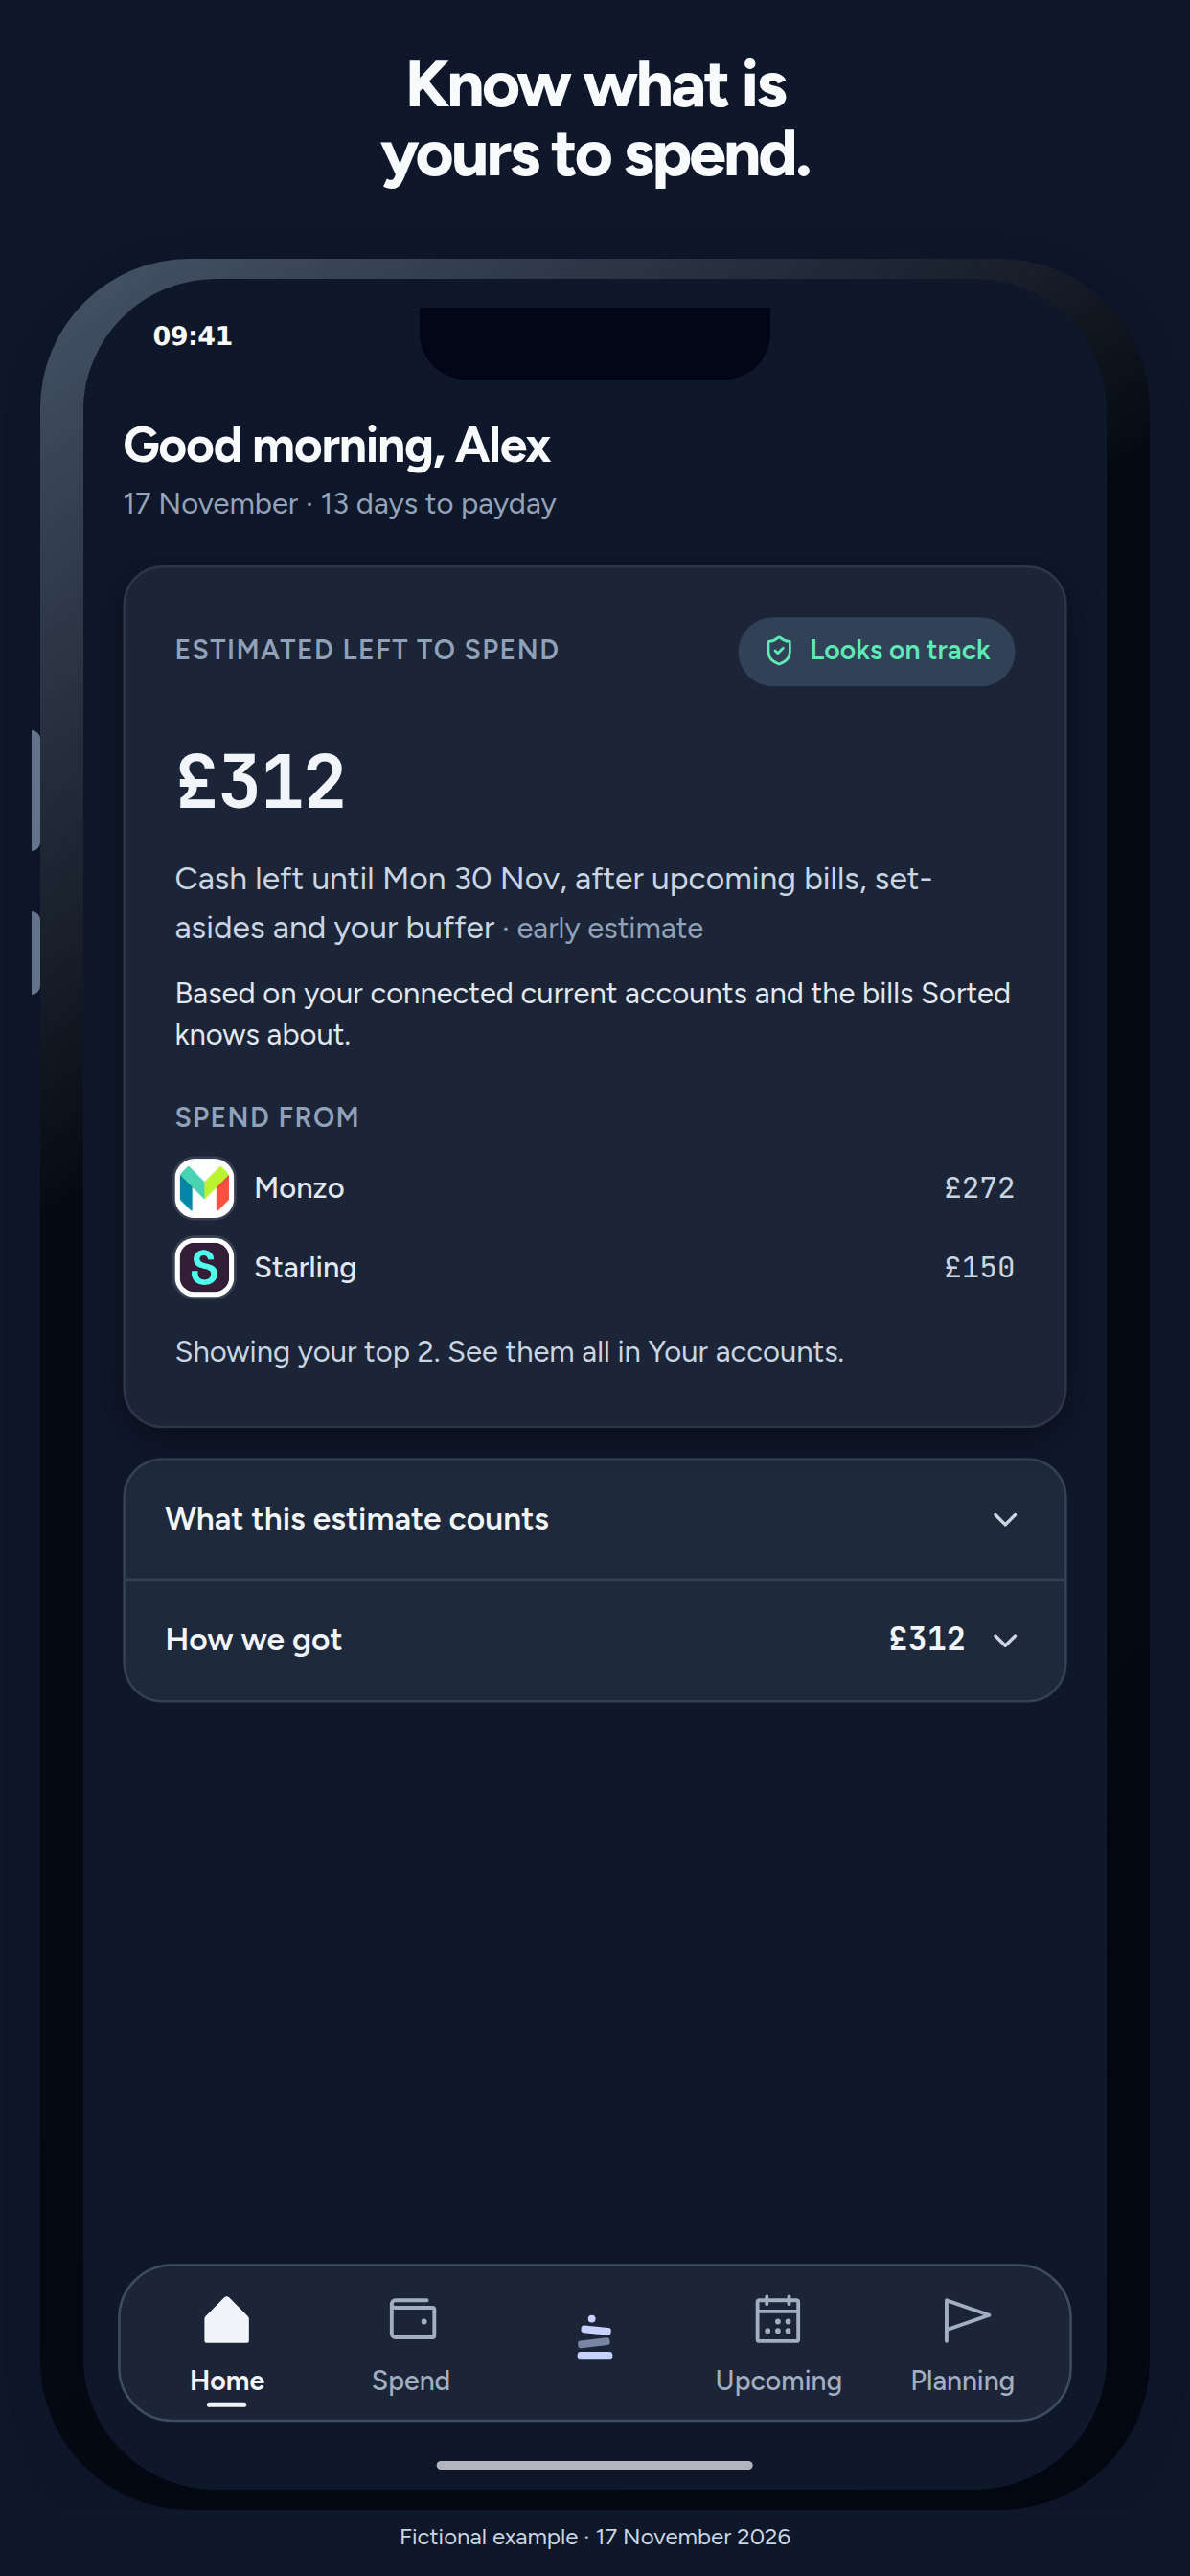 Know what is
yours to spend.
09:41
Good morning, Alex
17 November · 13 days to payday
ESTIMATED LEFT TO SPEND
Looks on track
£312
Cash left until Mon 30 Nov, after upcoming bills, set-
asides and your buffer · early estimate
Based on your connected current accounts and the bills Sorted
knows about.
SPEND FROM
Monzo £272
S Starling £150
Showing your top 2. See them all in Your accounts.
What this estimate counts
How we got £312
Home Spend Upcoming Planning
Fictional example · 17 November 2026